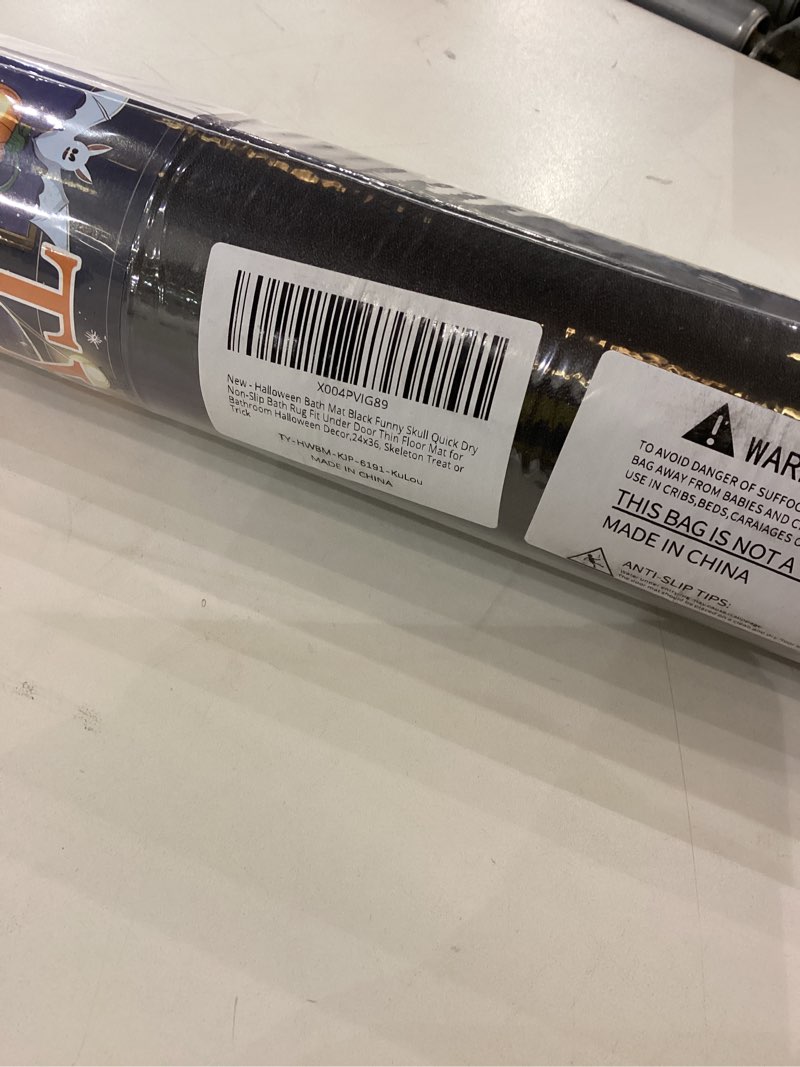 T
X004PVIG89
New - Halloween Bath Mat Black Funny Skull Quick Dry
Non-Slip Bath Rug Fit Under Door Thin Floor Mat for
Bathroom Halloween Decor,24x36, Skeleton Treat or
Trick
TY-HWBM-KJP-6191-KuLou
MADE IN CHINA
TO AVOID DANGER OF
BAG AWAY FROM BABIES AND
USE IN CRIBS,BEDS,CARAIAGES
THIS BAG IS NOT A
MADE IN CHINA
ANTI-SLIP TIPS: